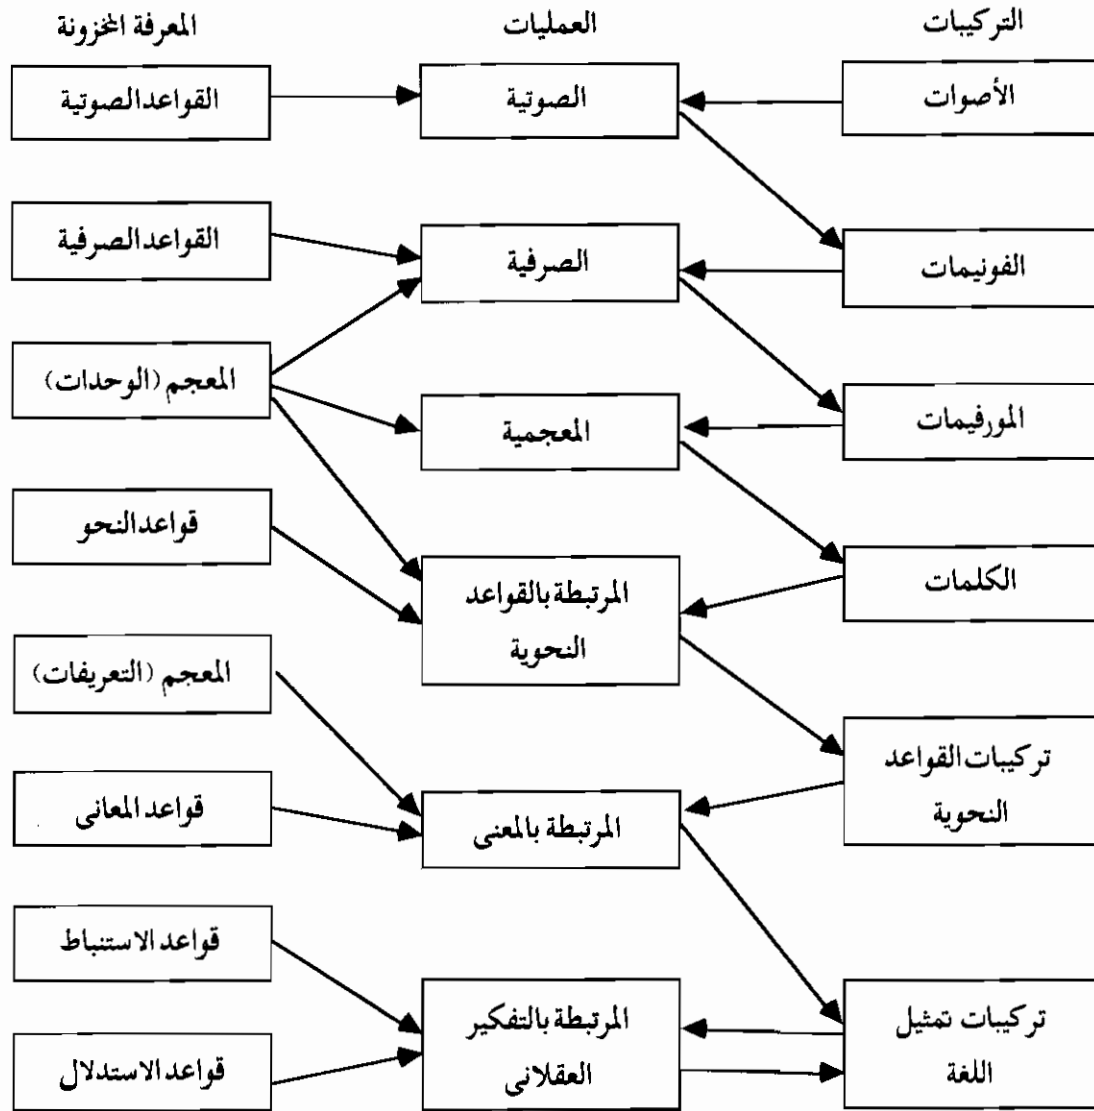 التركيبات
العمليات
المعرفة المخزونة
الأصوات
الصوتية
القواعد الصوتية
الفونيمات
الصرفية
القواعد الصرفية
المورفيمات
المعجمية
المعجم (الوحدات)
الكلمات
المرتبطة بالقواعد
النحوية
قواعد النحو
تركيبات القواعد
النحوية
المرتبطة بالمعنى
المعجم (التعريفات)
قواعد المعانى
تركيبات تمثيل
اللغة
المرتبطة بالتفكير
العقلانى
قواعد الاستنباط
قواعد الاستدلال